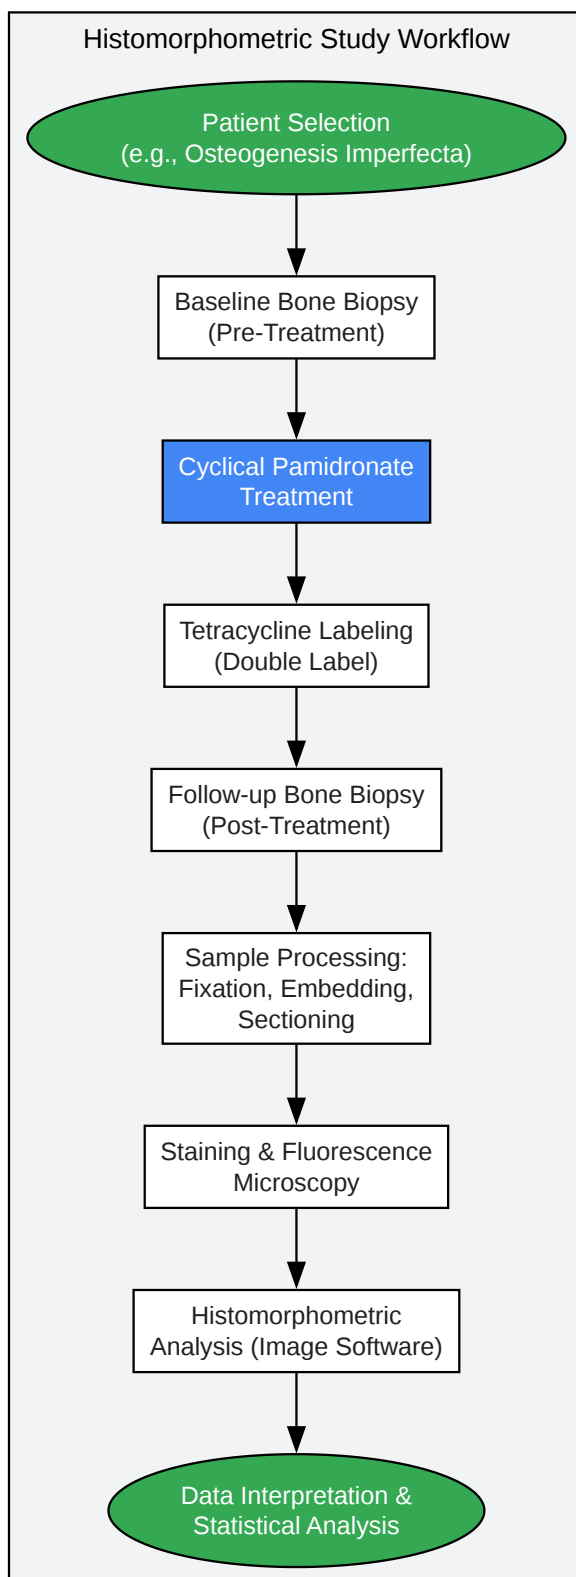 Histomorphometric Study Workflow
Patient Selection
(e.g., Osteogenesis Imperfecta)
Baseline Bone Biopsy
(Pre-Treatment)
Cyclical Pamidronate
Treatment
Tetracycline Labeling
(Double Label)
Follow-up Bone Biopsy
(Post-Treatment)
Sample Processing:
Fixation, Embedding,
Sectioning
Staining & Fluorescence
Microscopy
Histomorphometric
Analysis (Image Software)
Data Interpretation &
Statistical Analysis